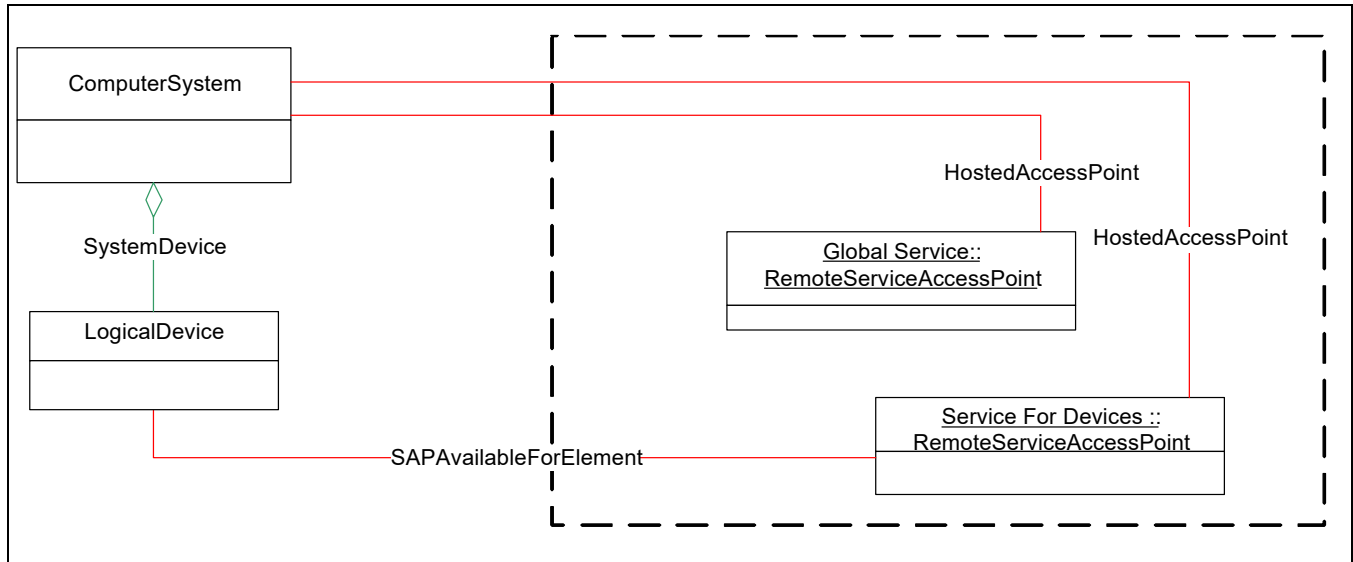 ComputerSystem
HostedAccessPoint
SystemDevice
HostedAccessPoint
Global Service::
RemoteServiceAccessPoint
LogicalDevice
Service For Devices ::
RemoteServiceAccessPoint
SAPAvailableForElement